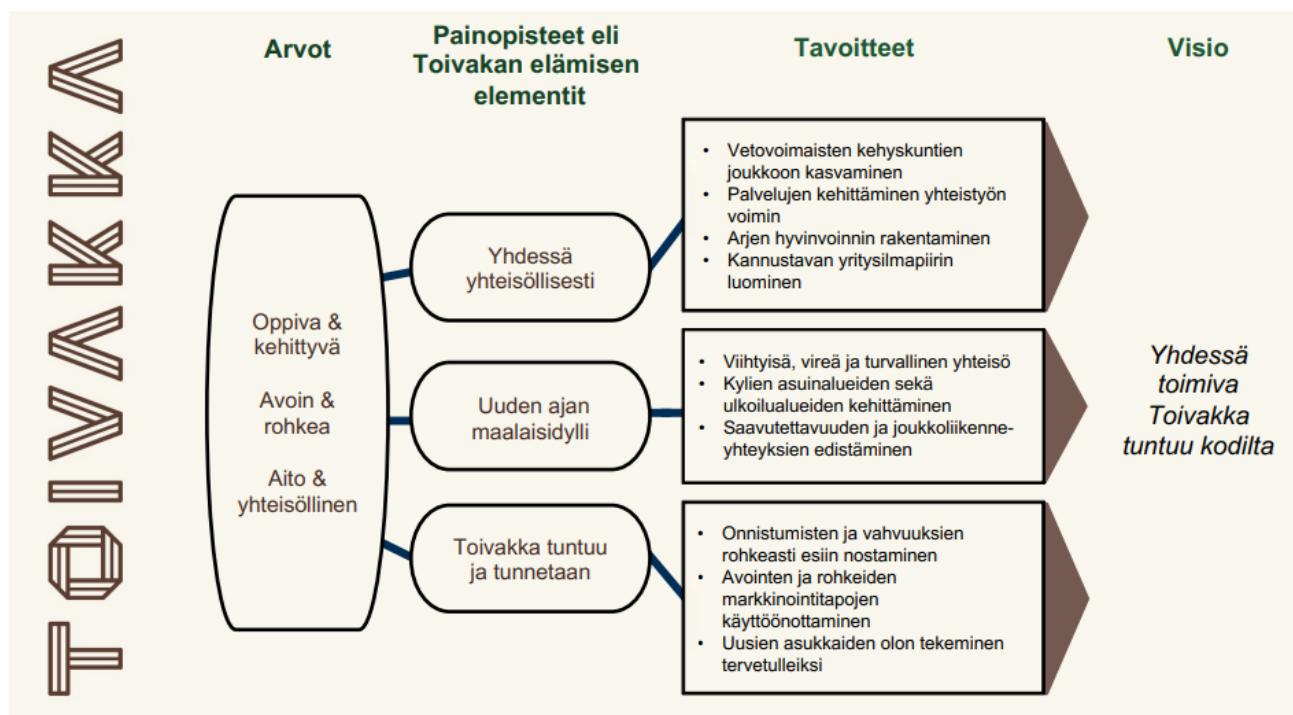 TOIVAKKA
Arvot
Painopisteet eli
Toivakan elämisen
elementit
Tavoitteet
Visio
Oppiva &
kehittyvä
Avoin &
rohkea
Aito &
yhteisöllinen
Yhdessä
yhteisöllisesti
Uuden ajan
maalaisidylli
Toivakka tuntuu
ja tunnetaan
• Vetovoimaisten kehyskuntien
joukkoon kasvaminen
• Palvelujen kehittäminen yhteistyön
voimin
• Arjen hyvinvoinnin rakentaminen
• Kannustavan yritysilmapiirin
luominen
• Viihtyisä, vireä ja turvallinen yhteisö
• Kylien asuinalueiden sekä
ulkoilualueiden kehittäminen
• Saavutettavuuden ja joukkoliikenne-
yhteyksien edistäminen
• Onnistumisten ja vahvuuksien
rohkeasti esiin nostaminen
• Avointen ja rohkeiden
markkinointitapojen
käyttöönottaminen
• Uusien asukkaiden olon tekeminen
tervetulleiksi
Yhdessä
toimiva
Toivakka
tuntuu kodilta